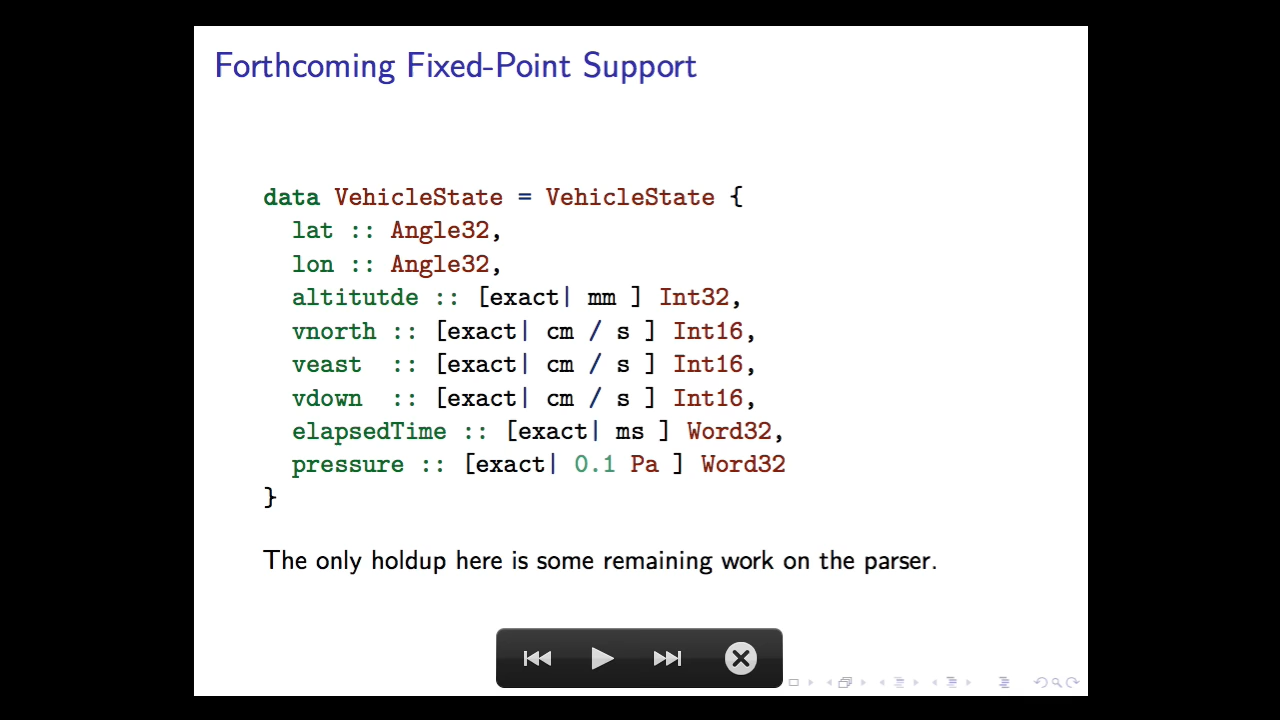 Forthcoming Fixed-Point Support
data VehicleState = VehicleState {
lat :: Angle32,
lon :: Angle32,
altitutde :: [exact| mm ] Int32,
vnorth :: [exact| cm / s ] Int16,
veast :: [exact| cm / s ] Int16,
vdown :: [exact| cm / s ] Int16,
elapsedTime :: [exact| ms ] Word32,
pressure :: [exact| 0.1 Pa ] Word32
}
The only holdup here is some remaining work on the parser.